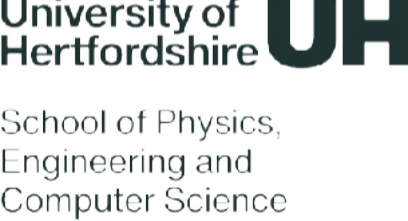 University of
Hertfordshire UH
School of Physics,
Engineering and
Computer Science